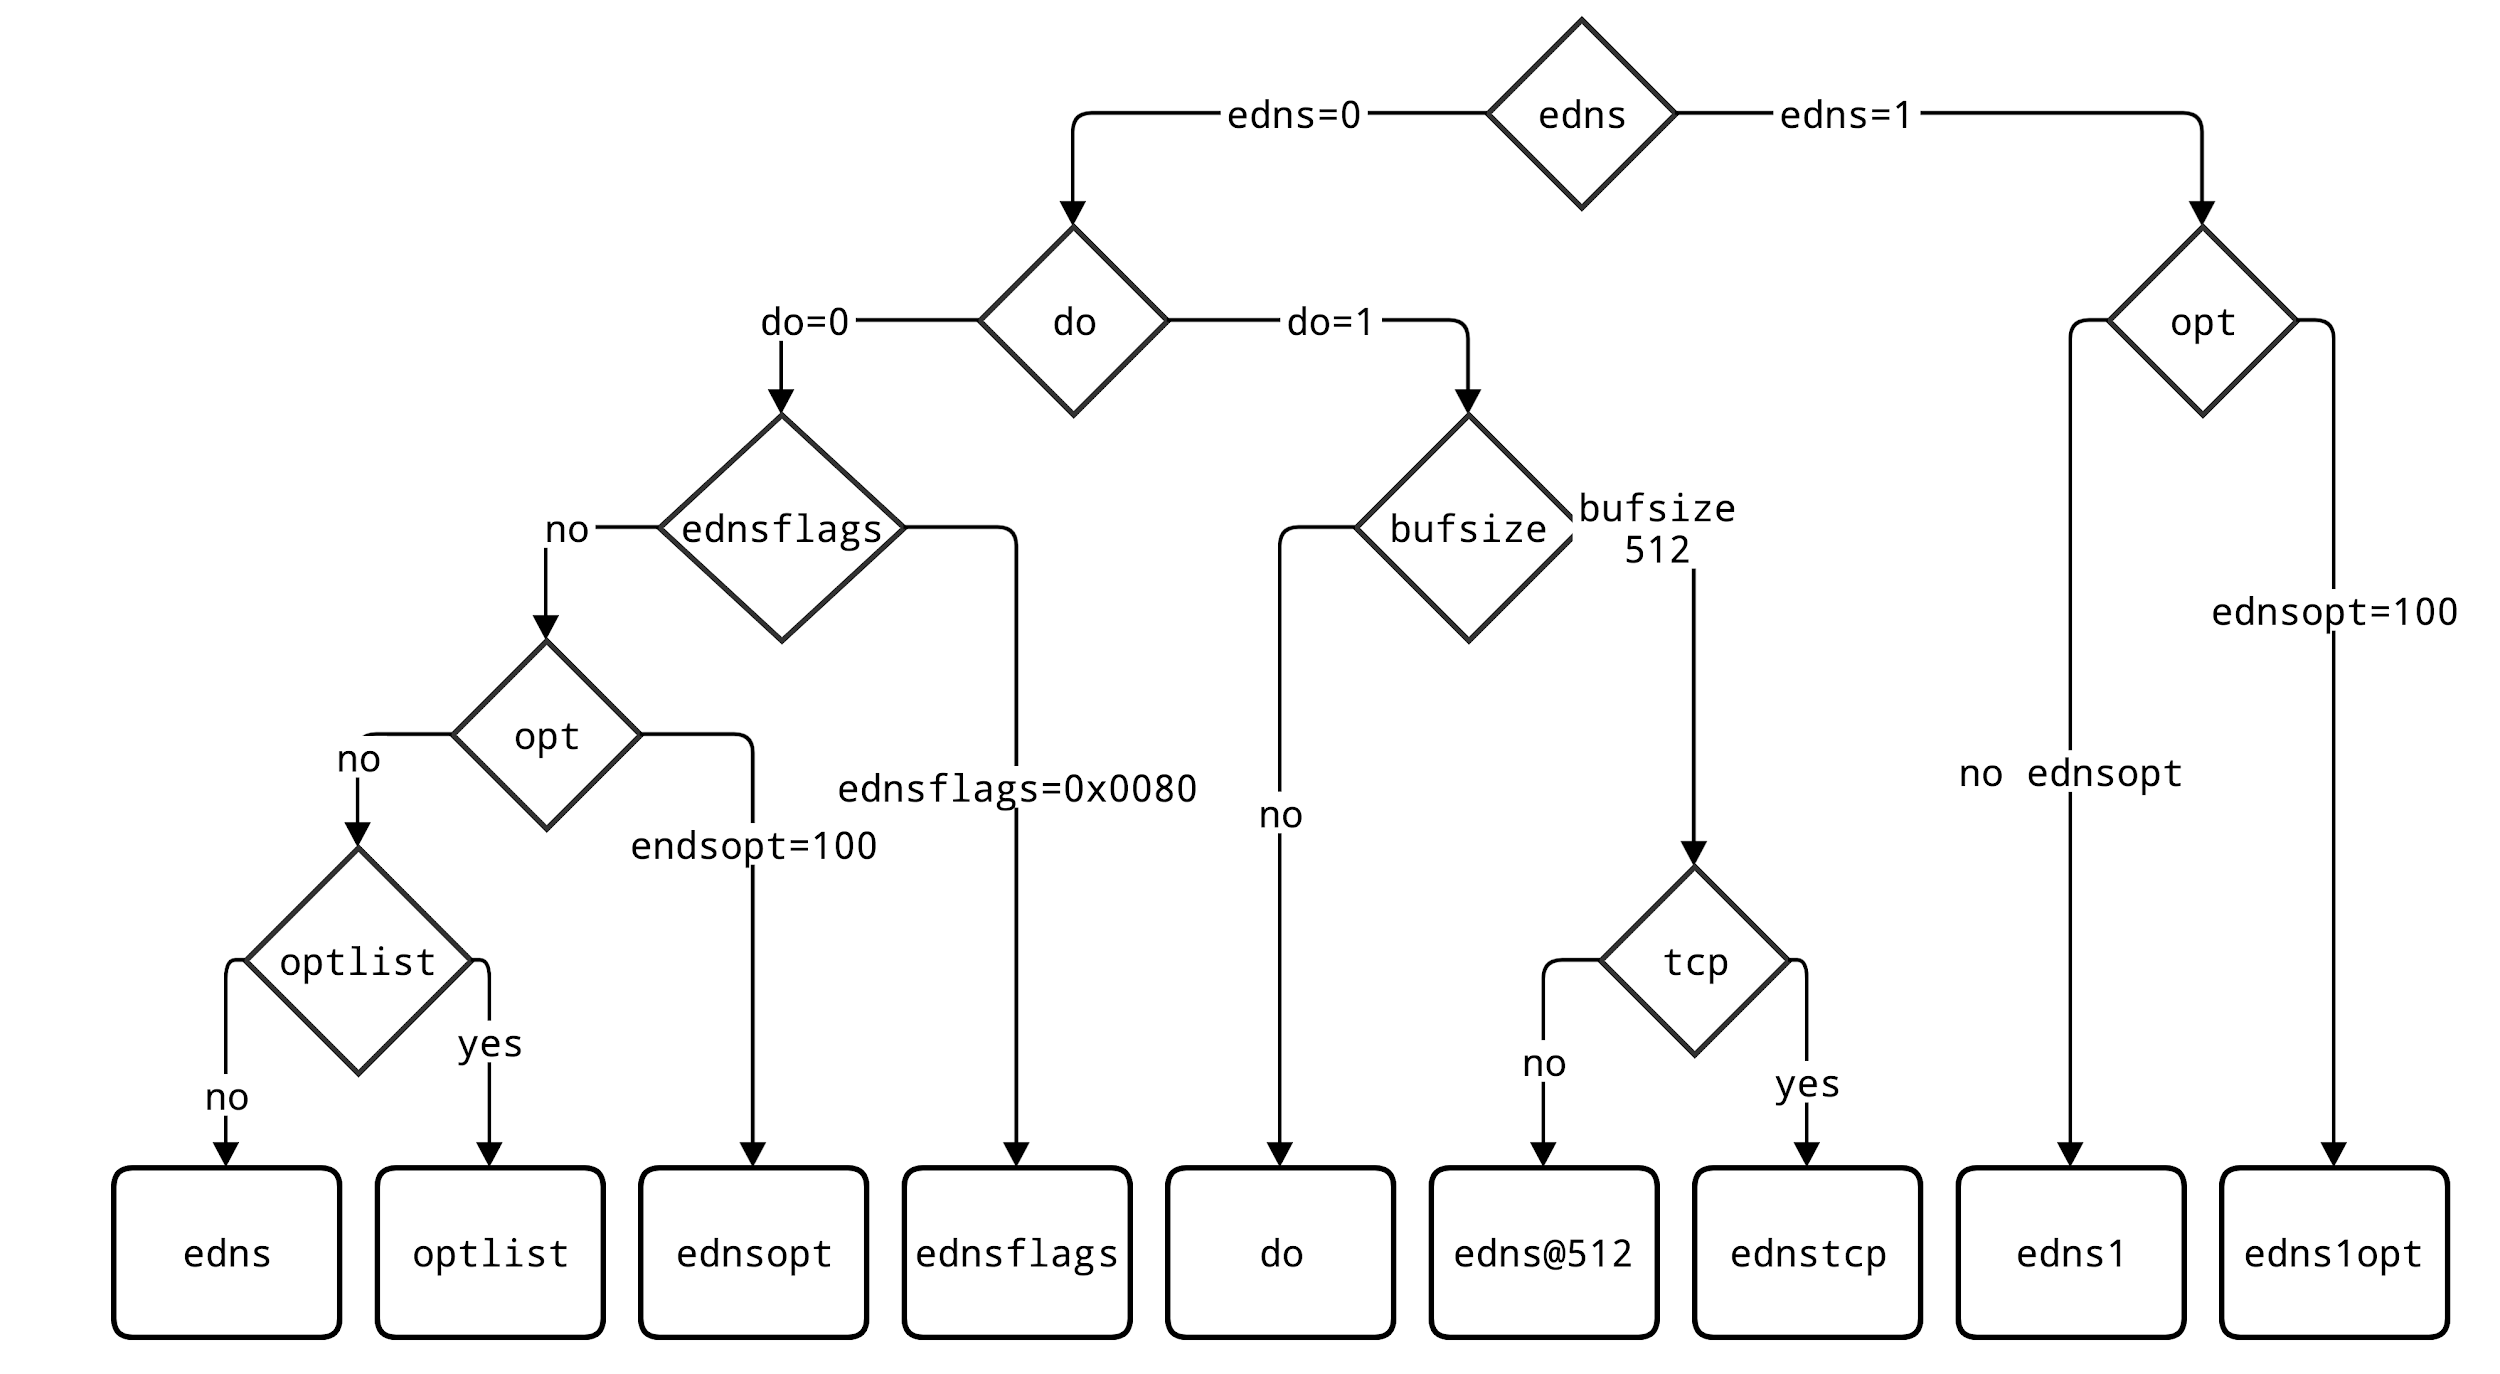 edns
edns=0
edns=1
do
opt
do=0
do=1
ednsflags
bufsize
bufsize
512
no
ednsopt=100
opt
no
endsopt=100
ednsflags=0x0080
no
no ednsopt
optlist
tcp
yes
no
no
yes
edns
optlist
ednsopt
ednsflags
do
edns@512
ednstcp
edns1
edns1opt